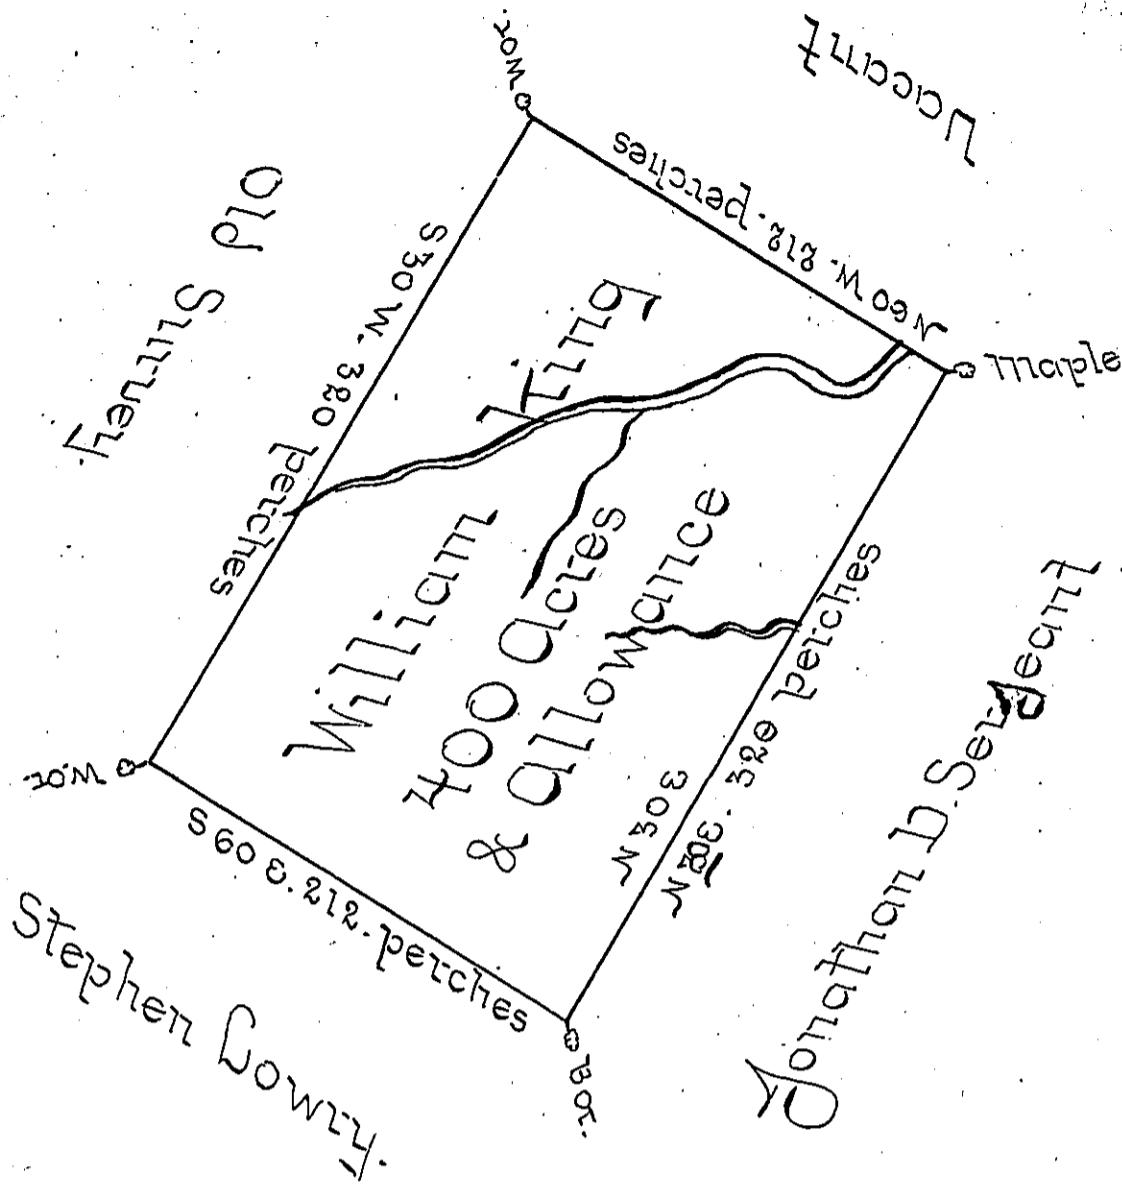 Vacant
W.O.
N 60 W. 212. perches
Maple
Old Survey.
S 30 W. 320 perches
William King
400 Acres
& Allowance
N 30 E
N 30 E. 320 perches
Jonathan D. Sergeant
W.O.
S 60 E. 212. perches
B.O.
Stephen Lowry.